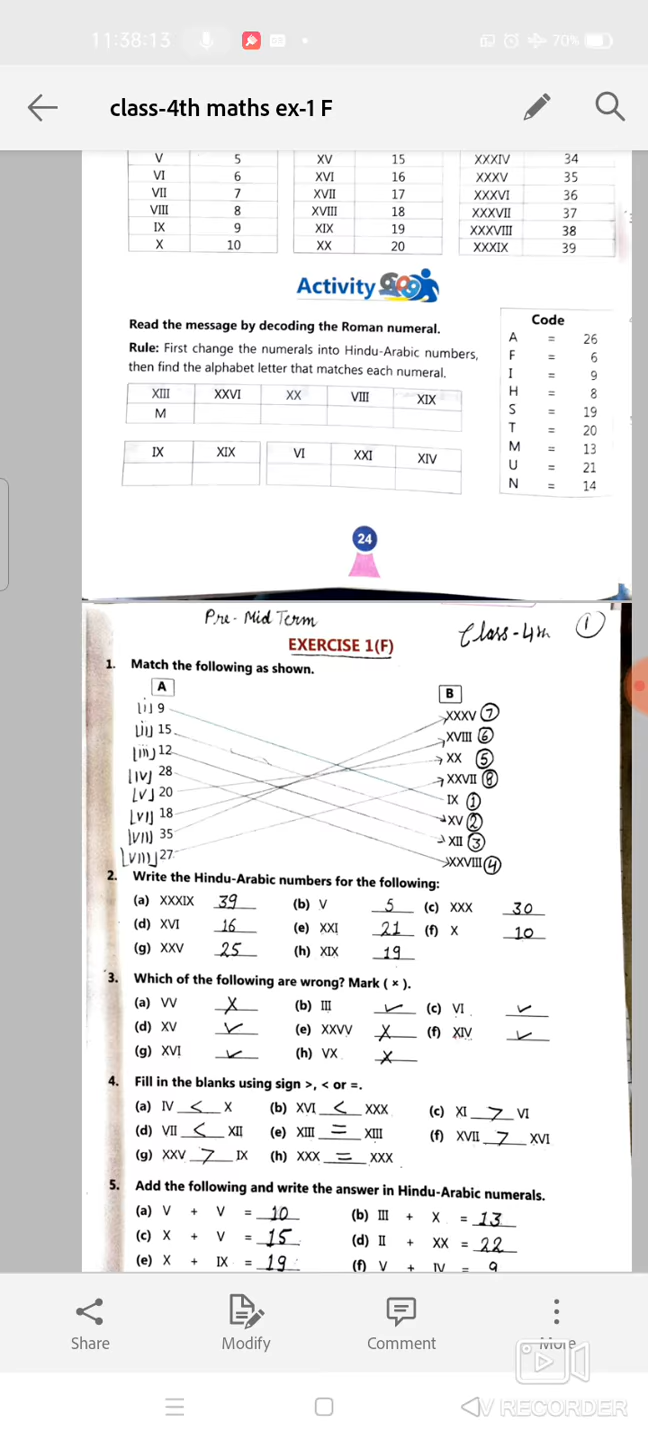 11:38:13 70%
class-4th maths ex-1 F
V 5 XV 15 XXXIV 34
VI 6 XVI 16 XXXV 35
VII 7 XVII 17 XXXVI 36
VIII 8 XVIII 18 XXXVII 37
IX 9 XIX 19 XXXVIII 38
X 10 XX 20 XXXIX 39
Activity
Read the message by decoding the Roman numeral.
Rule: First change the numerals into Hindu-Arabic numbers,
then find the alphabet letter that matches each numeral.
XIII XXVI XX VIII XIX
M
IX XIX VI XXI XIV
Code
A = 26
F = 6
I = 9
H = 8
S = 19
T = 20
M = 13
U = 21
N = 14
24
Pre-Mid Term
EXERCISE 1(F)
Class-4th 1
1. Match the following as shown.
A B
(i) 9 XXXV 7
(ii) 15 XVIII 6
(iii) 12 XX 5
(iv) 28 XXVII 8
(v) 20 IX 1
(vi) 18 XV 2
(vii) 35 XII 3
(viii) 27 XXVIII 4
2. Write the Hindu-Arabic numbers for the following:
(a) XXXIX 39 (b) V 5 (c) XXX 30
(d) XVI 16 (e) XXI 21 (f) X 10
(g) XXV 25 (h) XIX 19
3. Which of the following are wrong? Mark ( × ).
(a) VV × (b) III ✓ (c) VI ✓
(d) XV ✓ (e) XXVV × (f) XIV ✓
(g) XVI ✓ (h) VX ×
4. Fill in the blanks using sign >, < or =.
(a) IV < X (b) XVI < XXX (c) XI > VI
(d) VII < XII (e) XIII = XIII (f) XVII > XVI
(g) XXV > IX (h) XXX = XXX
5. Add the following and write the answer in Hindu-Arabic numerals.
(a) V + V = 10 (b) III + X = 13
(c) X + V = 15 (d) II + XX = 22
(e) X + IX = 19 (f) V + IV = 9
Share Modify Comment More
V RECORDER